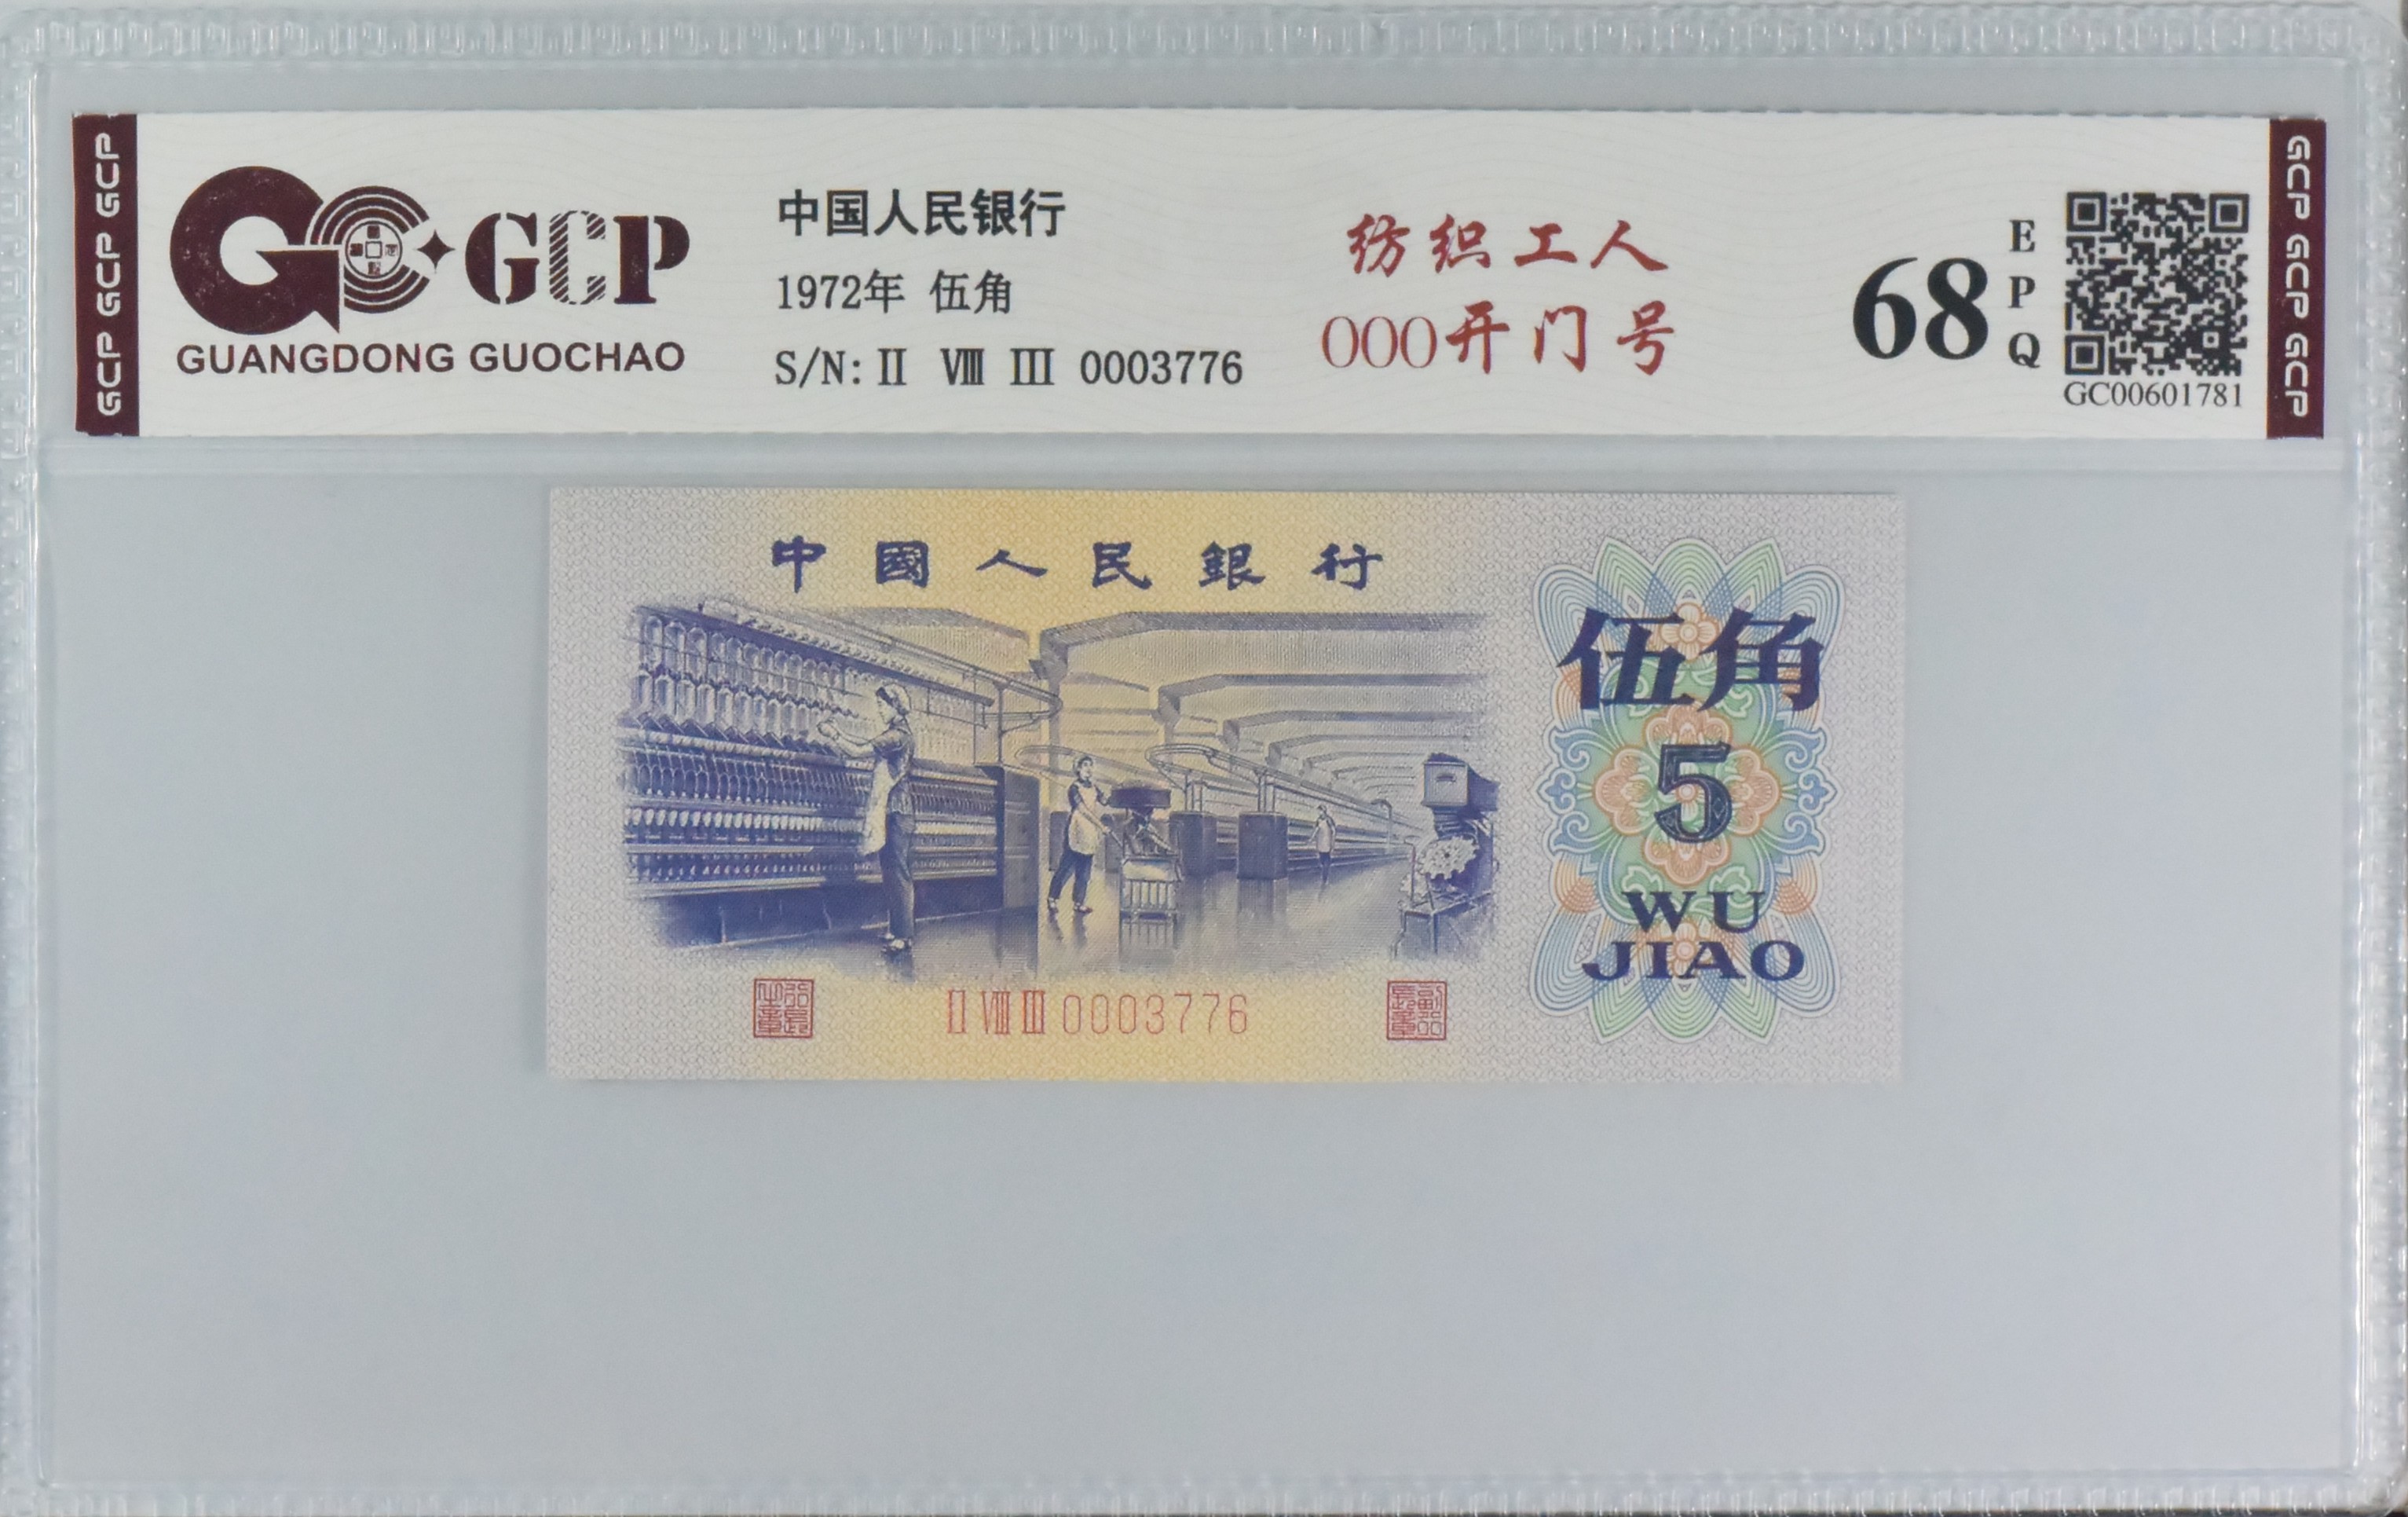 GCP GCP GCP
GCP
GUANGDONG GUOCHAO
中国人民银行
1972年 伍角
S/N: II VIII III 0003776
纺织工人
000开门号
68
EPQ
GC00601781
GCP GCP GCP
中國人民銀行
伍角
5
WU
JIAO
II VIII III 0003776